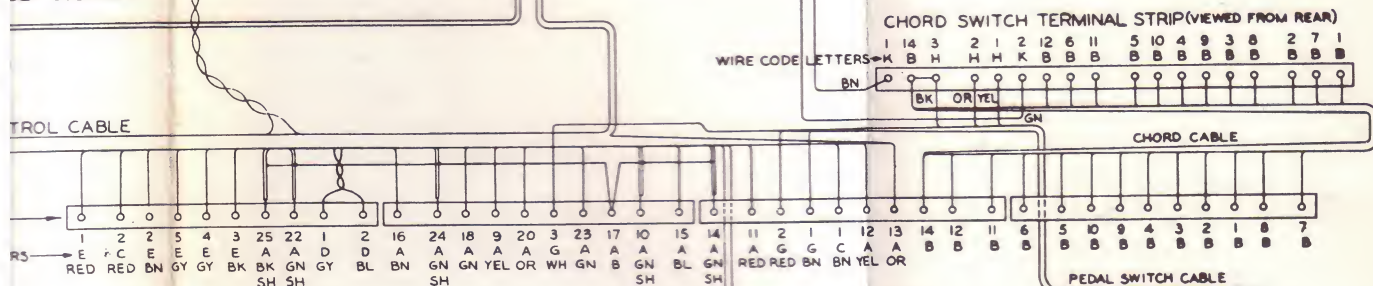 CHORD SWITCH TERMINAL STRIP (VIEWED FROM REAR)
1 14 3 2 1 2 12 6 11 5 10 4 9 3 8 2 7 1
WIRE CODE LETTERS K B H H H K B B B B B B B B B B B B
BN
BK OR YEL
GN
TROL CABLE
CHORD CABLE
1 2 2 5 4 3 25 22 1 2 16 24 18 9 20 3 23 17 10 15 14 11 2 1 1 12 13 14 12 11 6 5 10 9 4 3 2 1 8 7
RS E C E E E E A A D D A A A A A G A A A A A A G G C A A B B B B B B B B B B B B B
RED RED BN GY GY BK BK GN GY BL BN GN GN YEL OR WH GN B GN BL GN RED RED BN BN YEL OR
SH SH SH SH SH
PEDAL SWITCH CABLE